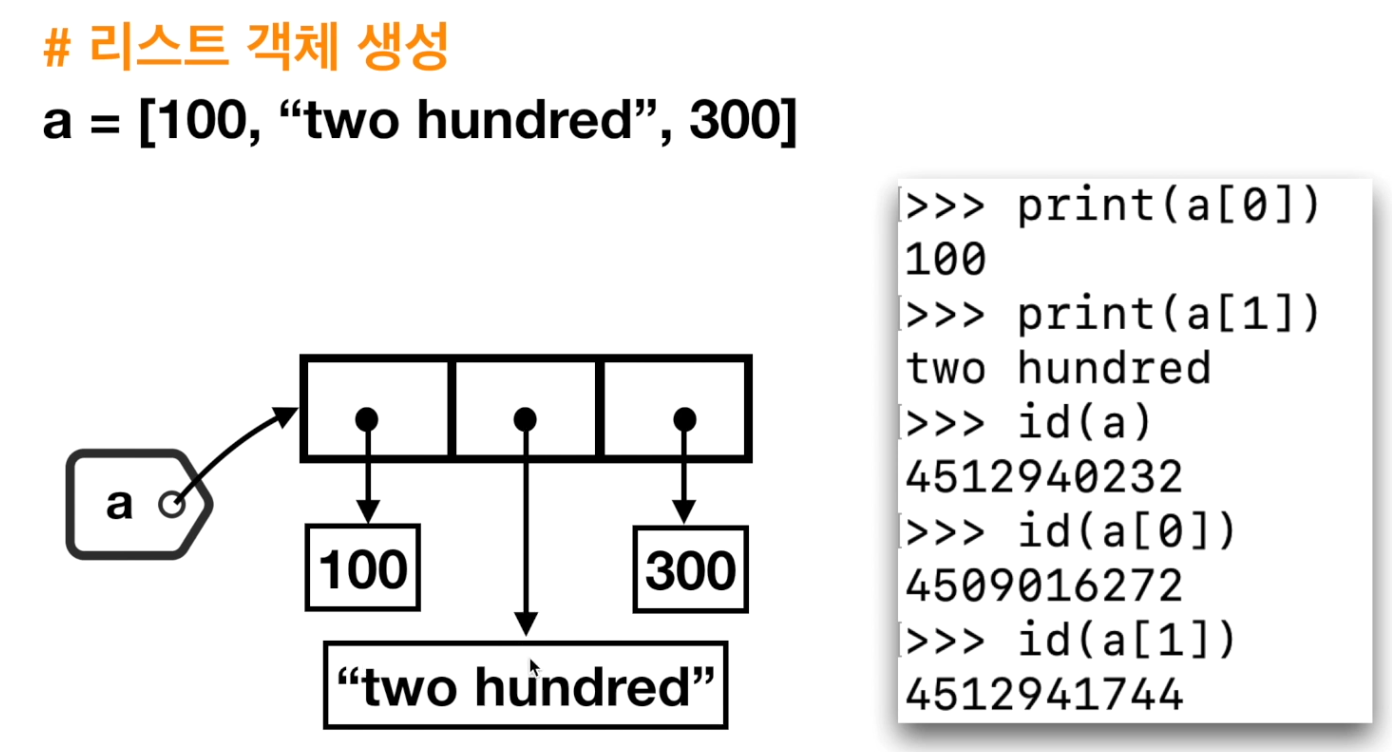 # 리스트 객체 생성
a = [100, “two hundred”, 300]
>>> print(a[0])
100
>>> print(a[1])
two hundred
>>> id(a)
4512940232
>>> id(a[0])
4509016272
>>> id(a[1])
4512941744
a
100
300
“two hundred”